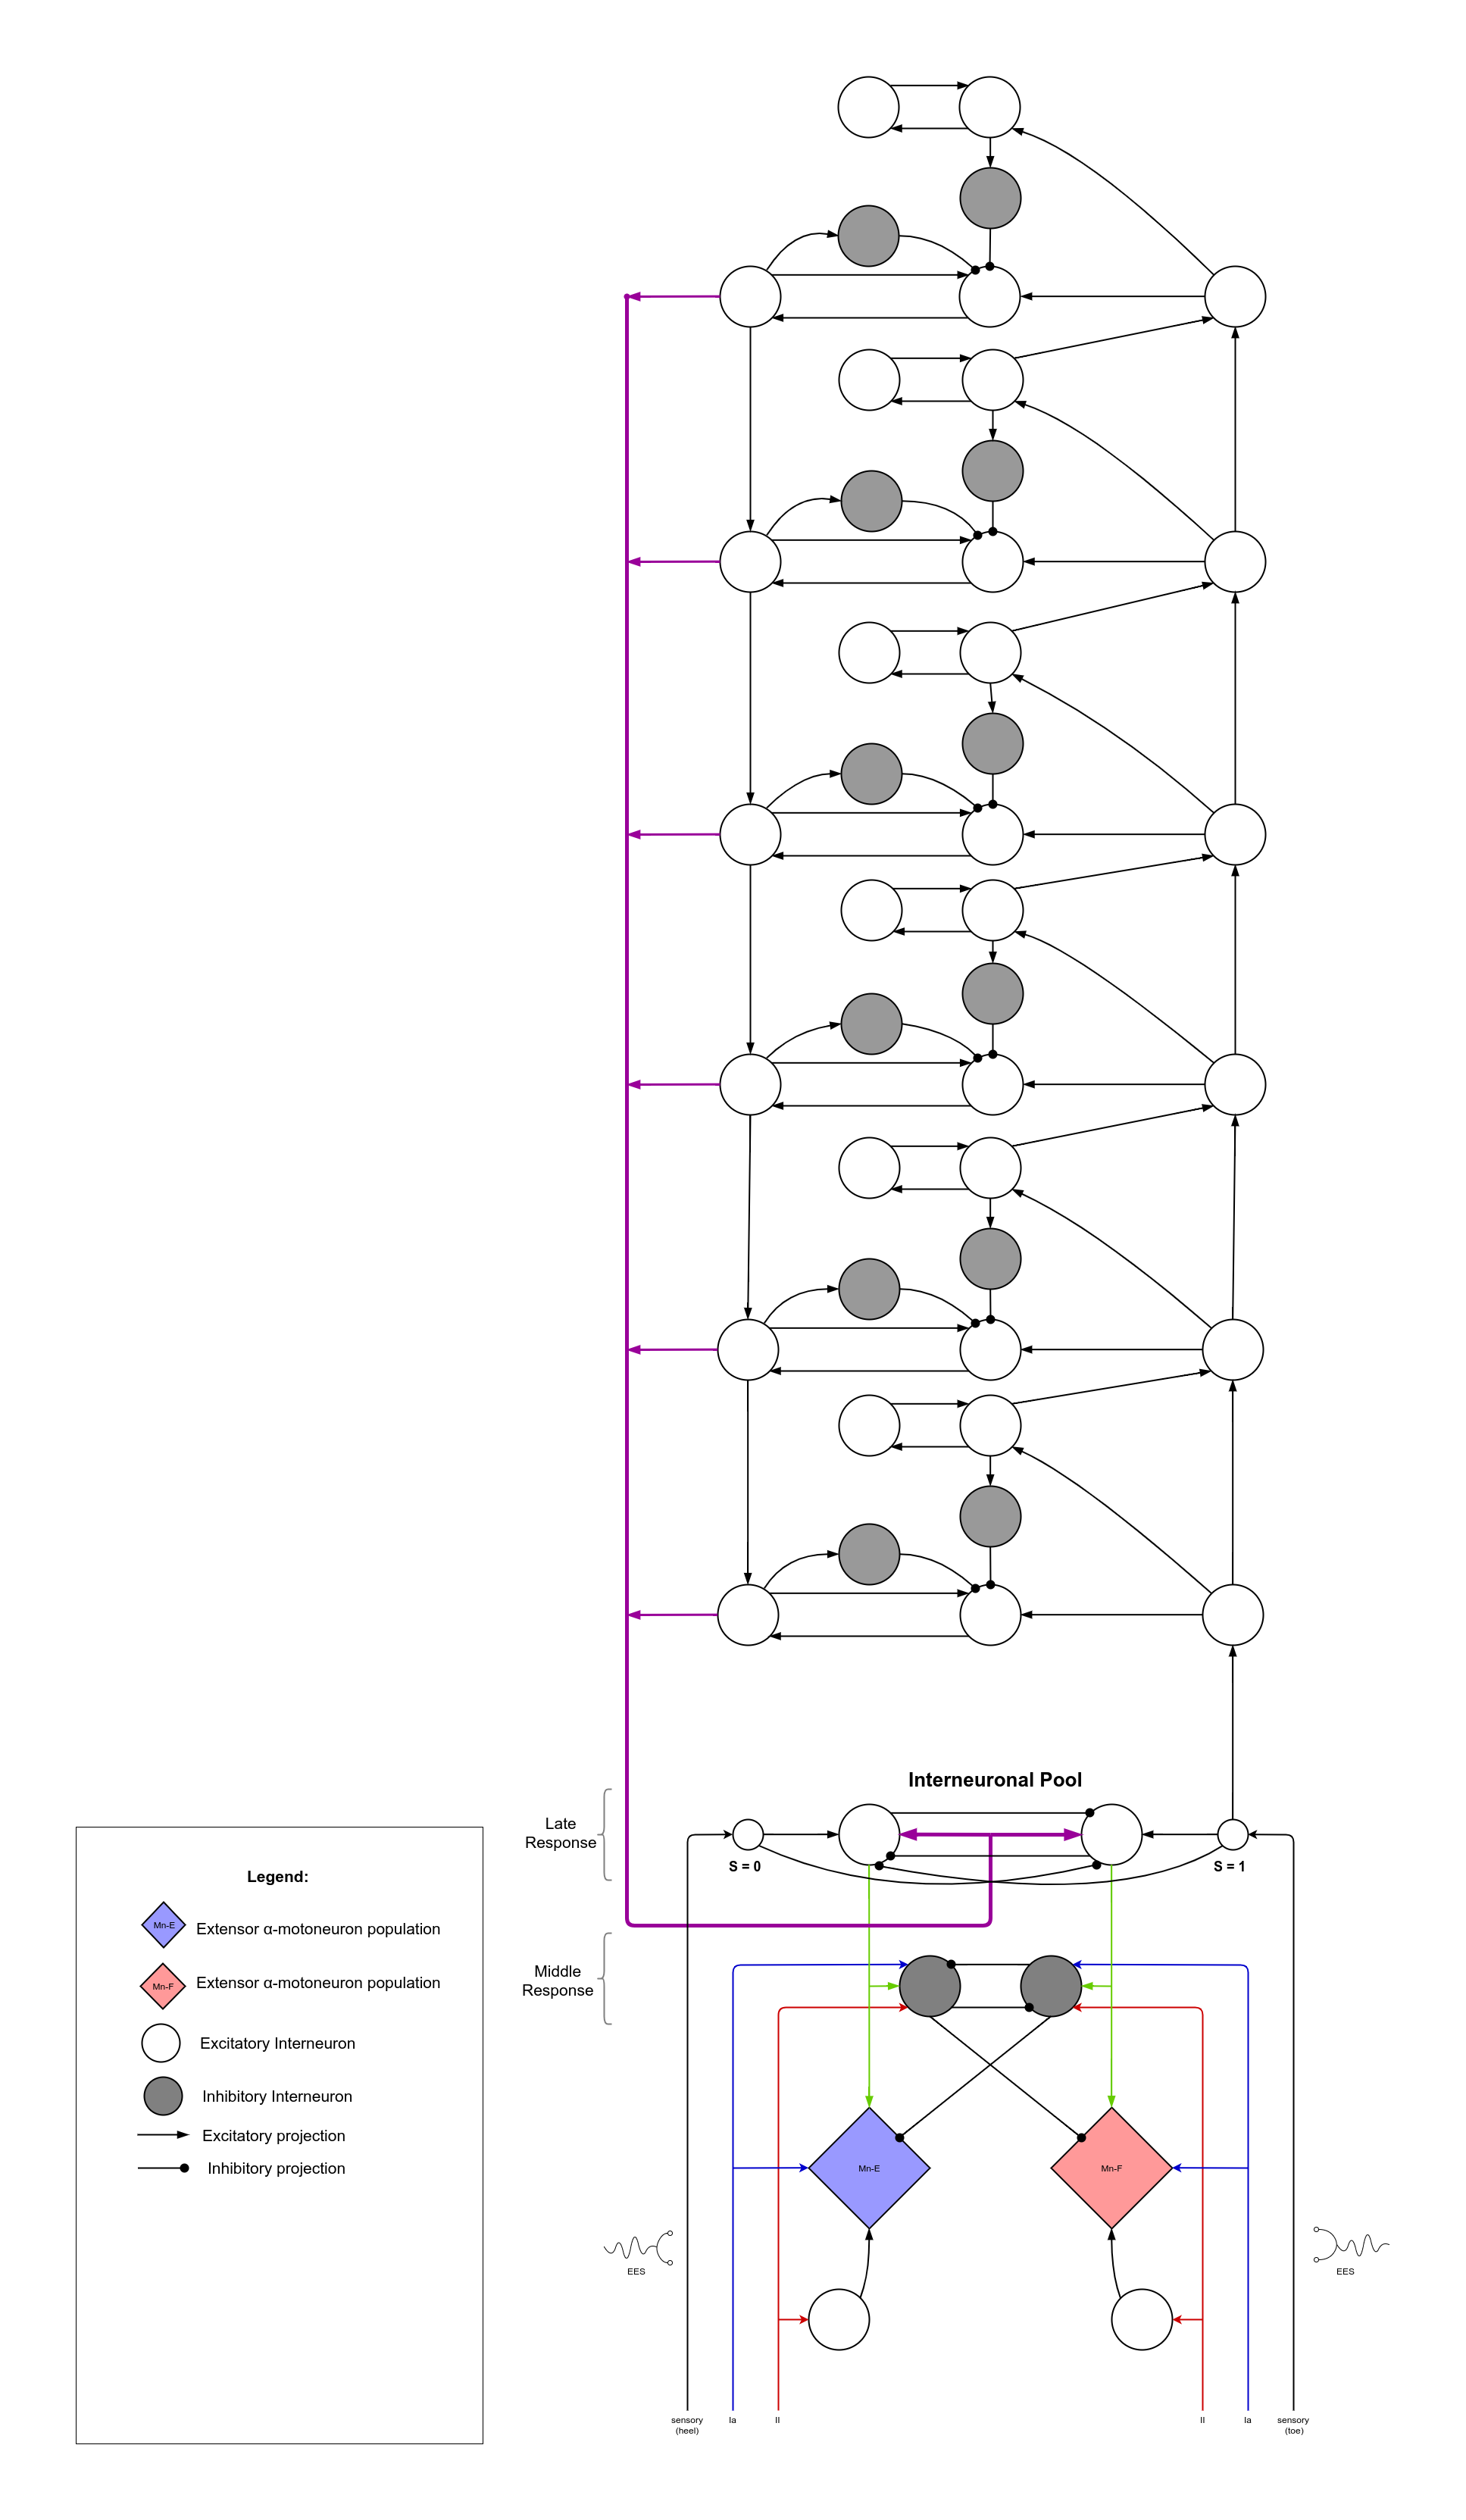 Interneuronal Pool
Late
Response
S = 0
S = 1
Legend:
Mn-E
Extensor α-motoneuron population
Mn-F
Extensor α-motoneuron population
Excitatory Interneuron
Inhibitory Interneuron
Excitatory projection
Inhibitory projection
Middle
Response
Mn-E
Mn-F
EES
EES
sensory
(heel)
Ia
II
II
Ia
sensory
(toe)